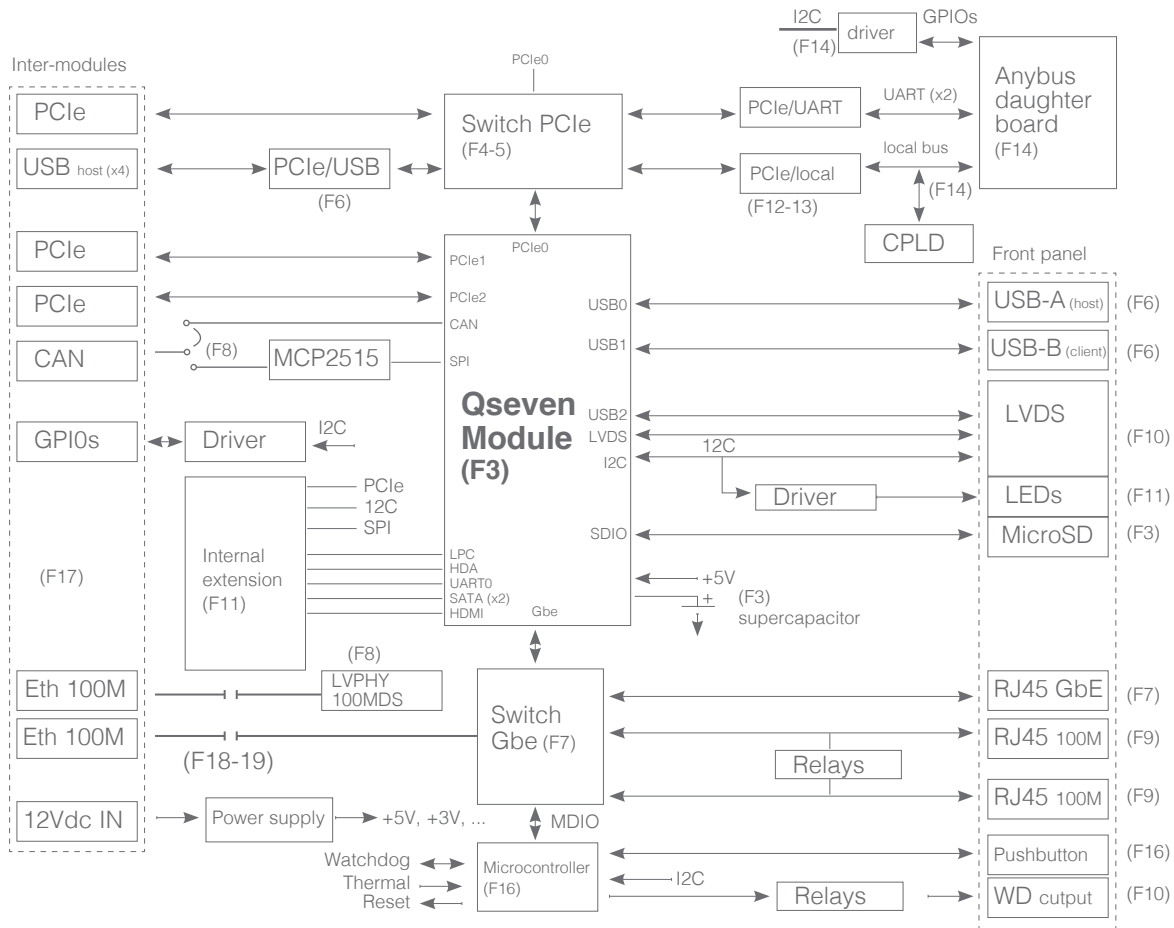 I2C
(F14)
driver
GPIOs
Inter-modules
PCIe0
PCIe
Switch PCIe
(F4-5)
PCIe/UART
UART (x2)
Anybus
daughter
board
(F14)
USB host (x4)
PCIe/USB
(F6)
PCIe/local
(F12-13)
local bus
(F14)
CPLD
Front panel
PCIe
PCIe1
PCIe0
PCIe
PCIe2
CAN
CAN
(F8)
MCP2515
SPI
Qseven
Module
(F3)
USB0
USB-A (host)
(F6)
USB1
USB-B (client)
(F6)
USB2
LVDS
I2C
LVDS
(F10)
12C
Driver
LEDs
(F11)
SDIO
MicroSD
(F3)
GPI0s
Driver
I2C
PCIe
12C
SPI
Internal
extension
(F11)
LPC
HDA
UART0
SATA (x2)
HDMI
Gbe
+5V
+
(F3)
supercapacitor
(F17)
Eth 100M
(F8)
LVPHY
100MDS
Eth 100M
(F18-19)
Switch
Gbe (F7)
RJ45 GbE
(F7)
RJ45 100M
(F9)
Relays
RJ45 100M
(F9)
12Vdc IN
Power supply
+5V, +3V, ...
MDIO
Watchdog
Thermal
Reset
Microcontroller
(F16)
I2C
Pushbutton
(F16)
Relays
WD cutput
(F10)